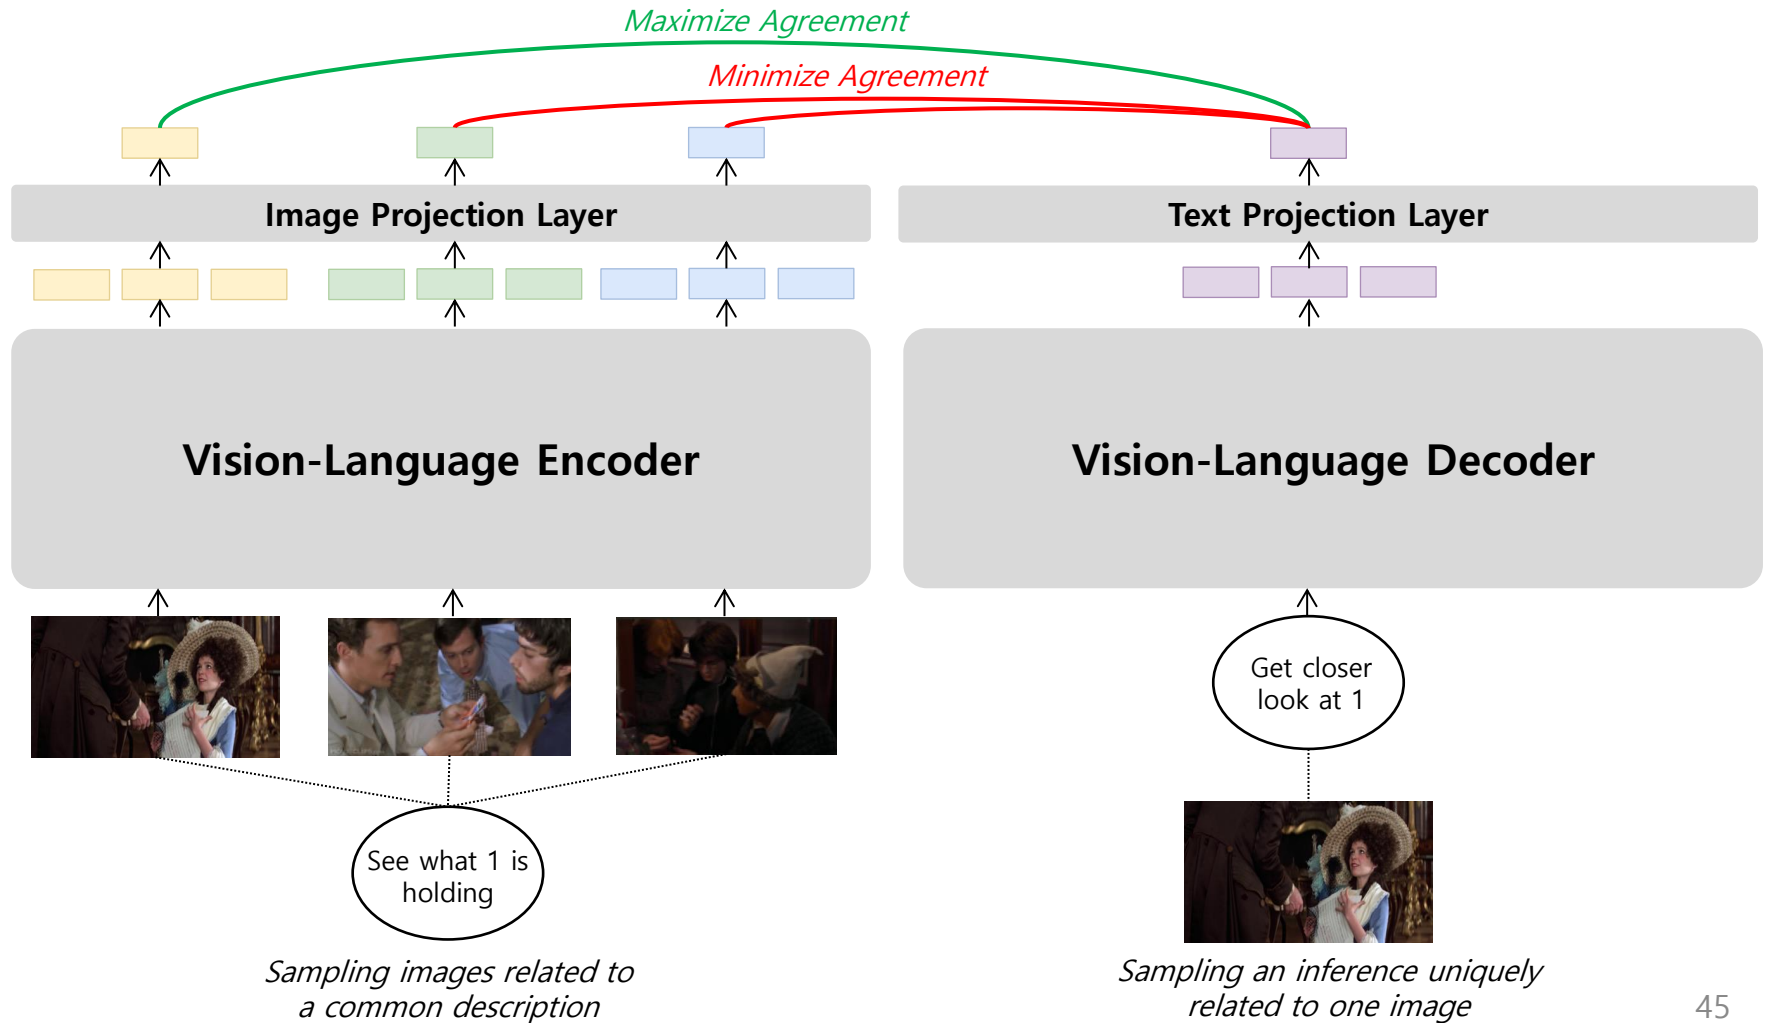 Maximize Agreement
Minimize Agreement
Image Projection Layer
Text Projection Layer
Vision-Language Encoder
Vision-Language Decoder
Get closer
look at 1
See what 1 is
holding
Sampling images related to
a common description
Sampling an inference uniquely
related to one image
45